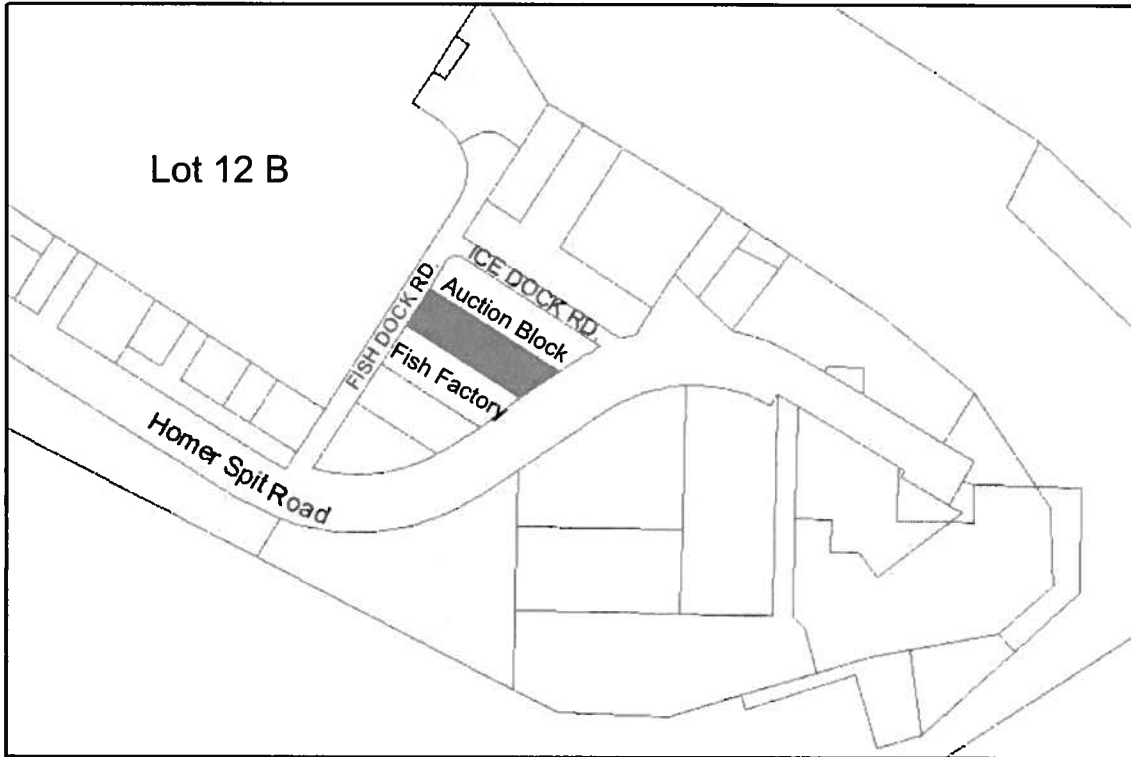 Lot 12 B
ICE DOCK RD.
Auction Block
FISH DOCK RD.
Fish Factory
Homer Spit Road